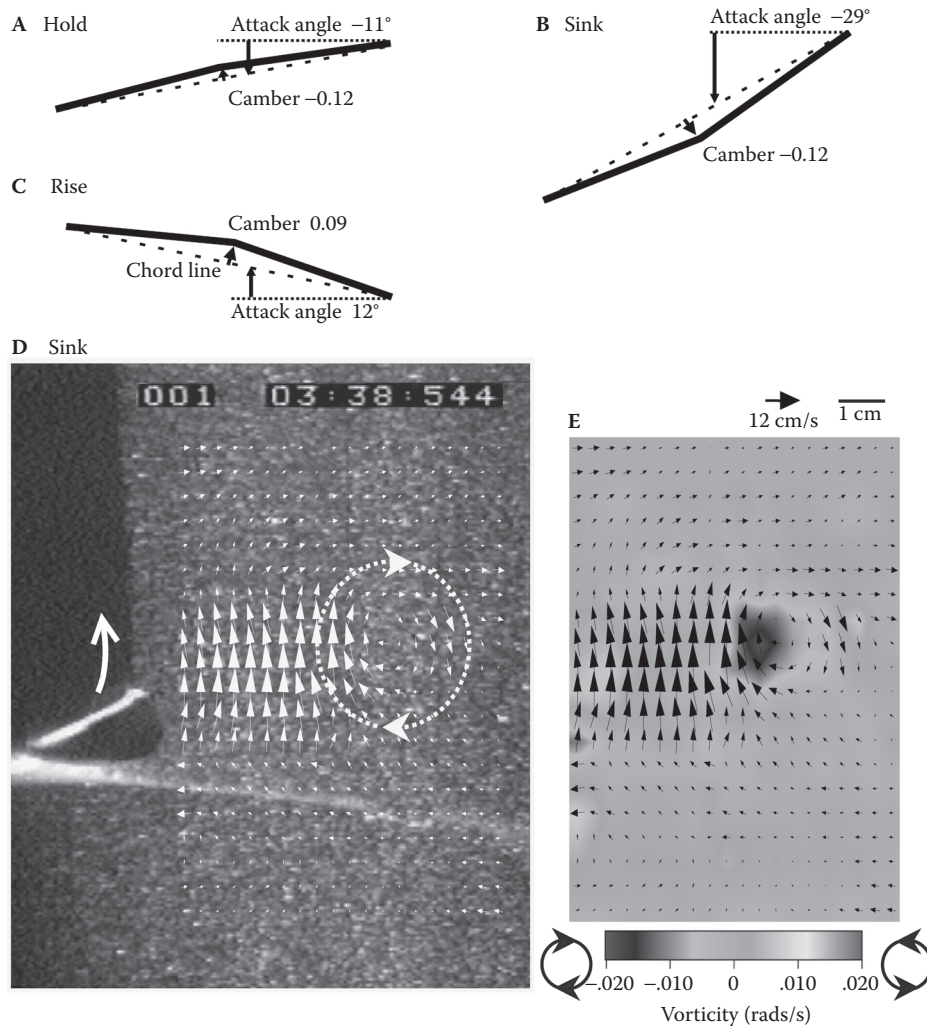 A Hold
Attack angle –11°
Camber –0.12
B Sink
Attack angle –29°
Camber –0.12
C Rise
Camber 0.09
Chord line
Attack angle 12°
D Sink
001 03:38:544
E
12 cm/s
1 cm
–.020 –.010 0 .010 .020
Vorticity (rads/s)